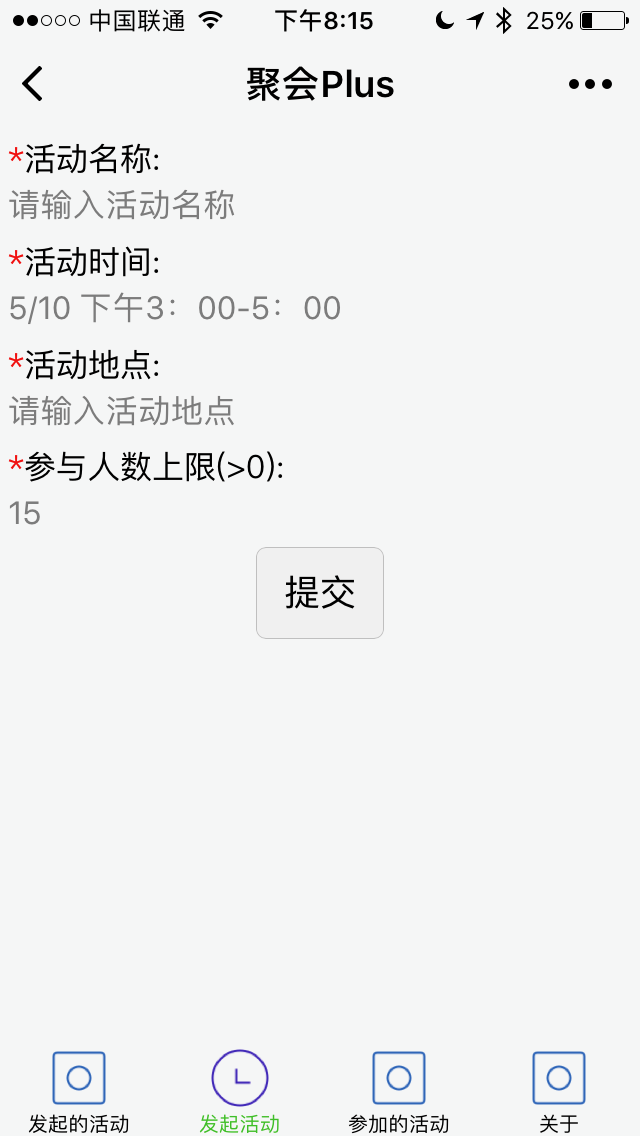 中国联通 下午8:15 25%
聚会Plus
*活动名称:
请输入活动名称
*活动时间:
5/10 下午3：00-5：00
*活动地点:
请输入活动地点
*参与人数上限(>0):
15
提交
发起的活动 发起活动 参加的活动 关于